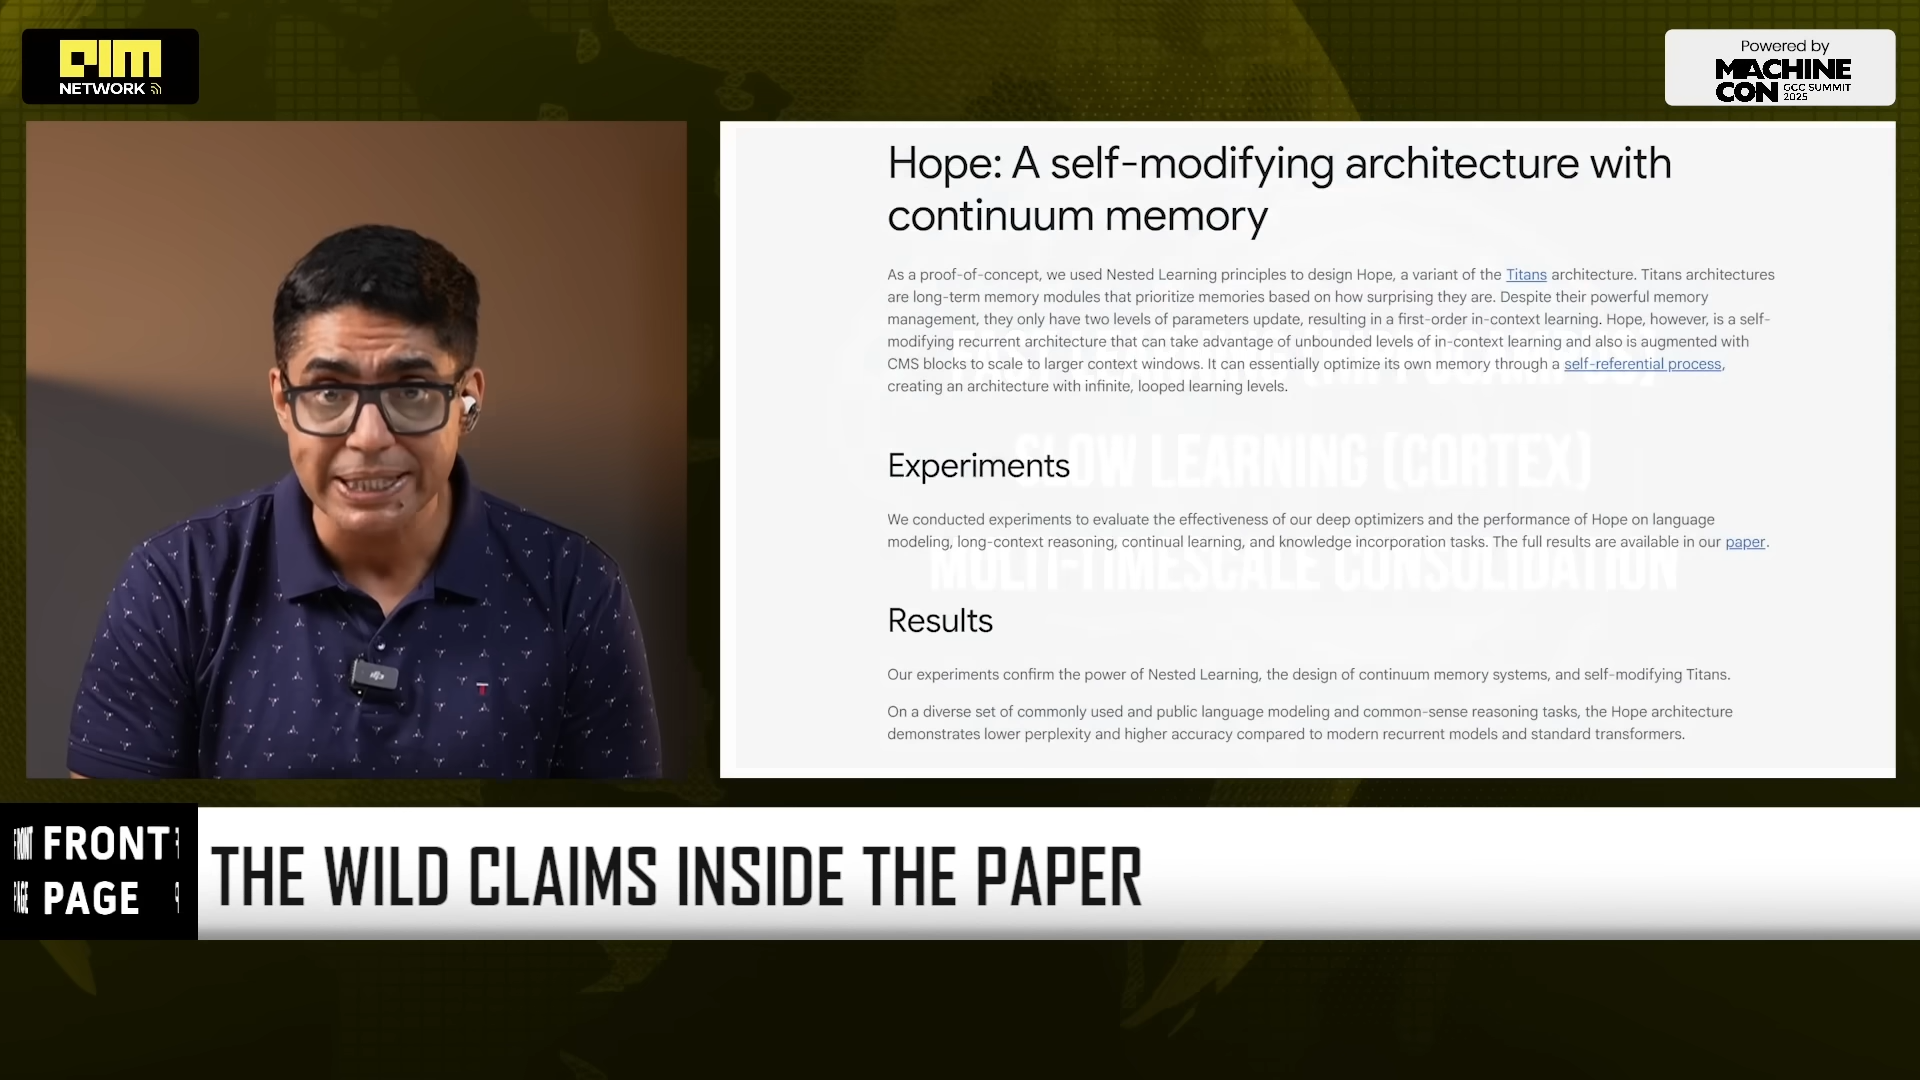 AIM
NETWORK
Powered by
MACHINE
CON GCC SUMMIT
2025
Hope: A self-modifying architecture with
continuum memory
As a proof-of-concept, we used Nested Learning principles to design Hope, a variant of the Titans architecture. Titans architectures
are long-term memory modules that prioritize memories based on how surprising they are. Despite their powerful memory
management, they only have two levels of parameters update, resulting in a first-order in-context learning. Hope, however, is a self-
modifying recurrent architecture that can take advantage of unbounded levels of in-context learning and also is augmented with
CMS blocks to scale to larger context windows. It can essentially optimize its own memory through a self-referential process,
creating an architecture with infinite, looped learning levels.
SLOW LEARNING (CORTEX)
Experiments
We conducted experiments to evaluate the effectiveness of our deep optimizers and the performance of Hope on language
modeling, long-context reasoning, continual learning, and knowledge incorporation tasks. The full results are available in our paper.
MULTI-TIMESCALE CONSOLIDATION
Results
Our experiments confirm the power of Nested Learning, the design of continuum memory systems, and self-modifying Titans.
On a diverse set of commonly used and public language modeling and common-sense reasoning tasks, the Hope architecture
demonstrates lower perplexity and higher accuracy compared to modern recurrent models and standard transformers.
FRONT FRONT
PAGE PAGE
THE WILD CLAIMS INSIDE THE PAPER